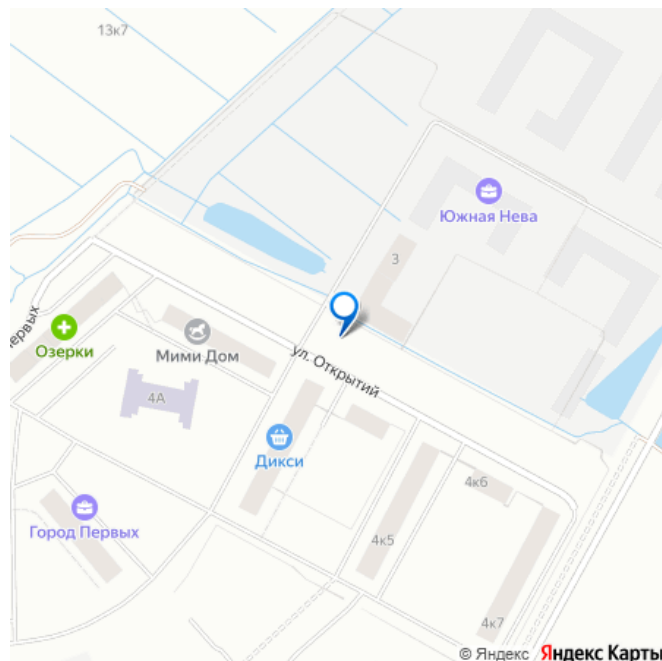 13к7
Южная Нева
3
ервых
Озерки
Мими Дом
ул. Открытий
4А
Дикси
4к6
Город Первых
4к5
4к7
© Яндекс Яндекс Карты